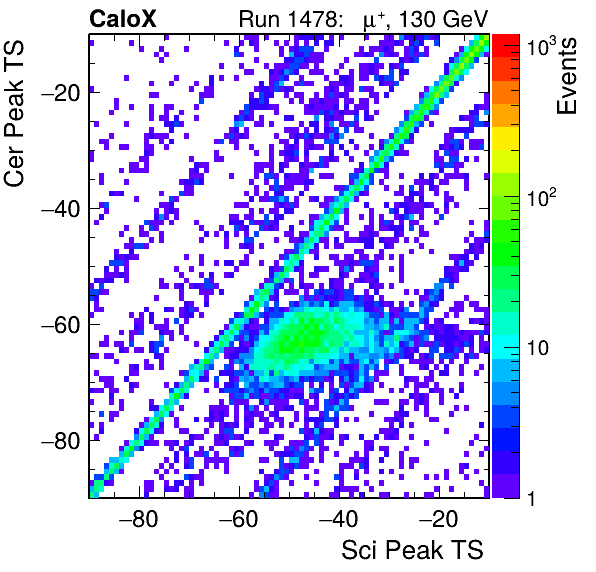 CaloX Run 1478: μ⁺, 130 GeV
Cer Peak TS
−20
−40
−60
−80
−80 −60 −40 −20
Sci Peak TS
Events
10³
10²
10
1